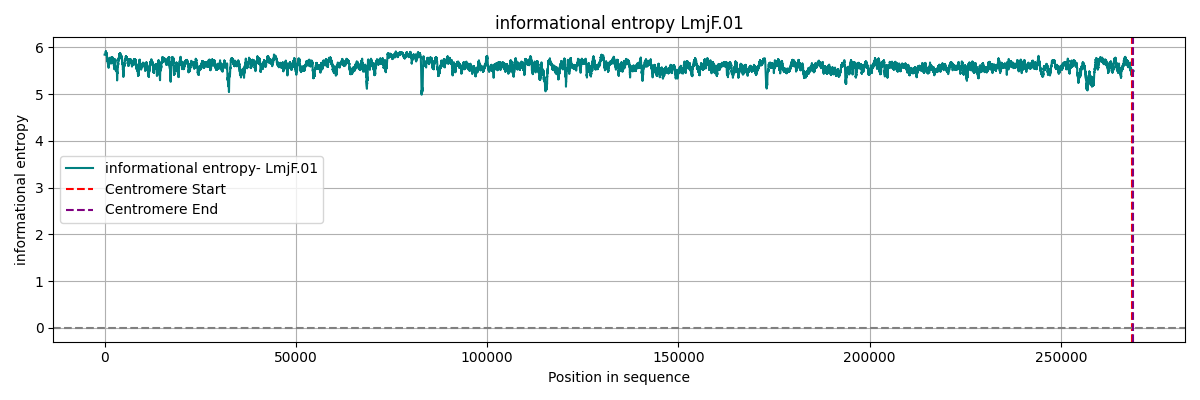 informational entropy LmjF.01
6
5
4
3
2
1
0
informational entropy
informational entropy- LmjF.01
Centromere Start
Centromere End
0
50000
100000
150000
200000
250000
Position in sequence